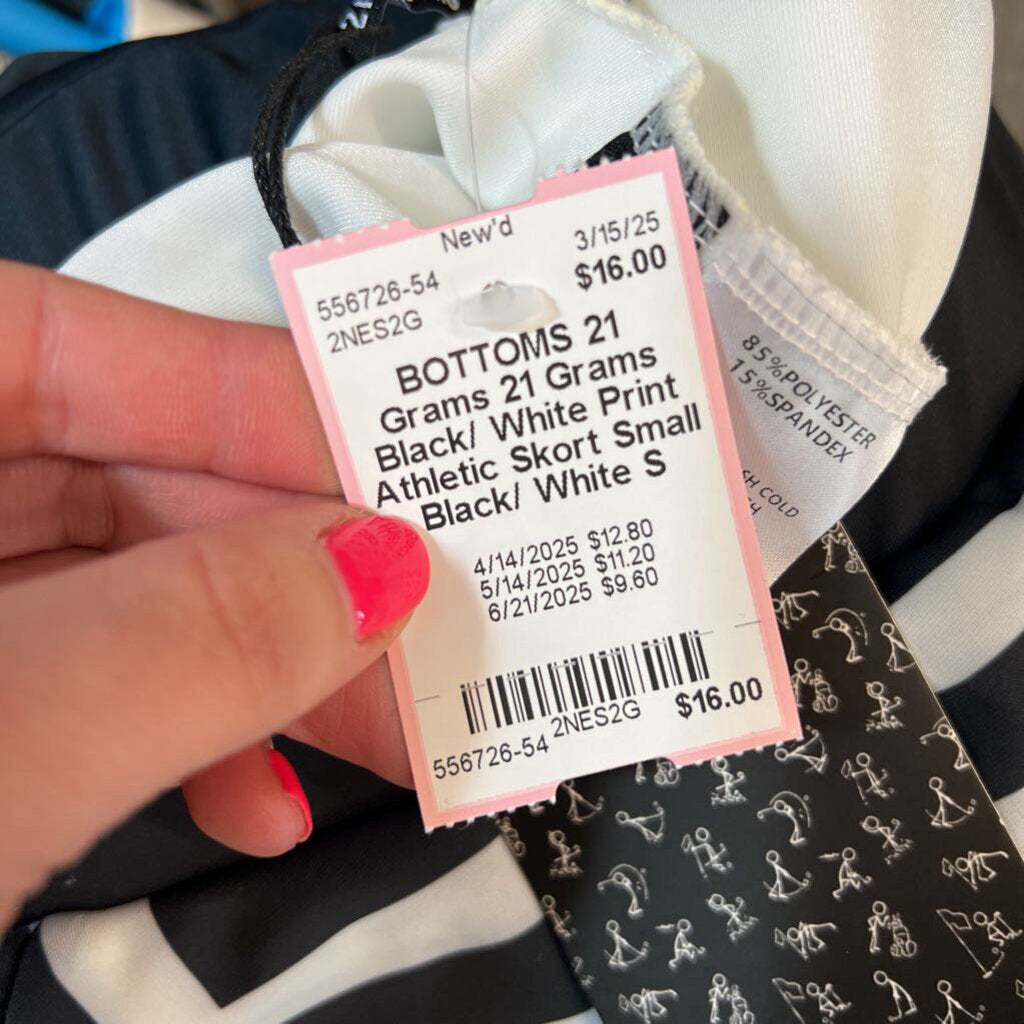 New'd
3/15/25
556726-54
$16.00
2NES2G
BOTTOMS 21
Grams 21 Grams
Black/ White Print
Athletic Skort Small
Black/ White S
4/14/2025 $12.80
5/14/2025 $11.20
6/21/2025 $9.60
2NES2G
$16.00
556726-54
85%POLYESTER
15%SPANDEX
COLD